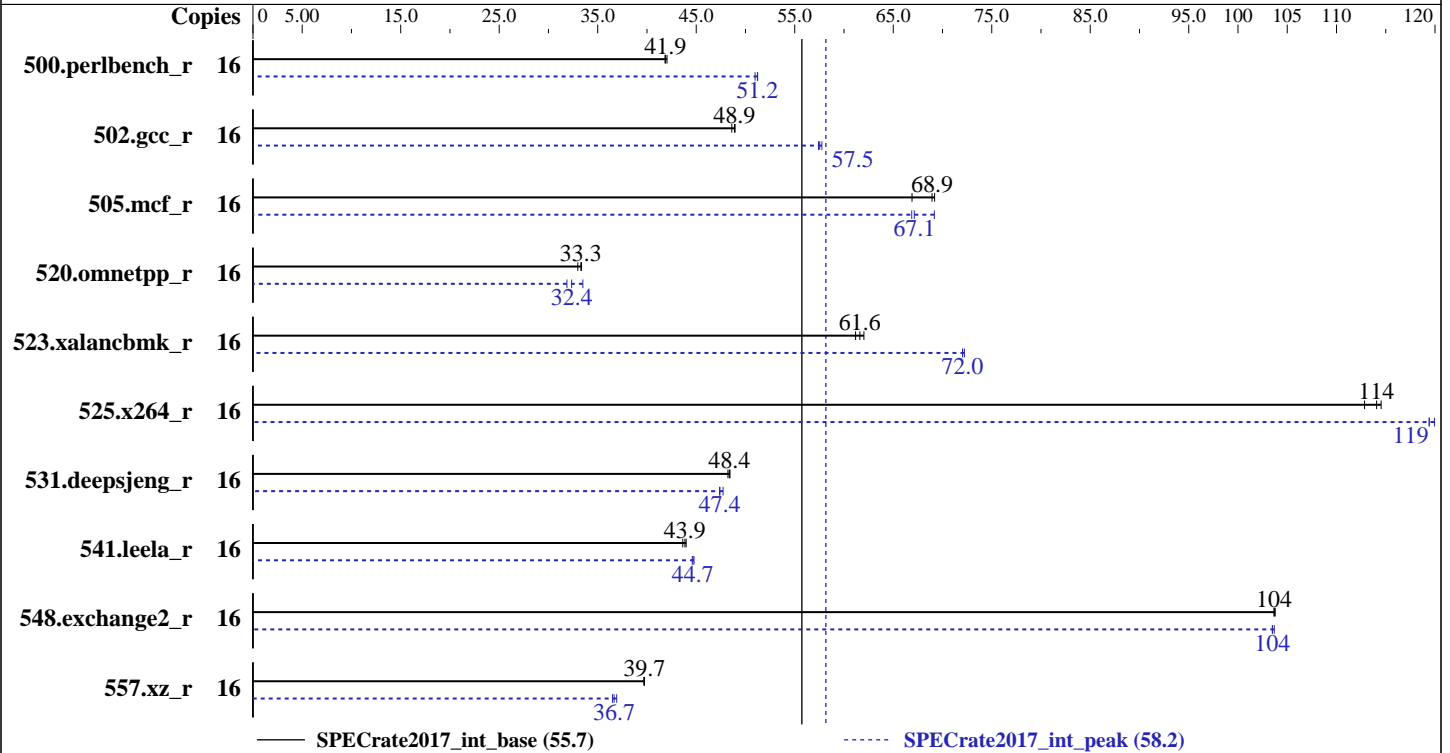 Copies 0 5.00 15.0 25.0 35.0 45.0 55.0 65.0 75.0 85.0 95.0 100 105 110 120
41.9
500.perlbench_r 16
51.2
48.9
502.gcc_r 16
57.5
68.9
505.mcf_r 16
67.1
33.3
520.omnetpp_r 16
32.4
61.6
523.xalancbmk_r 16
72.0
114
525.x264_r 16
119
48.4
531.deepsjeng_r 16
47.4
43.9
541.leela_r 16
44.7
104
548.exchange2_r 16
104
39.7
557.xz_r 16
36.7
SPECrate2017_int_base (55.7) SPECrate2017_int_peak (58.2)